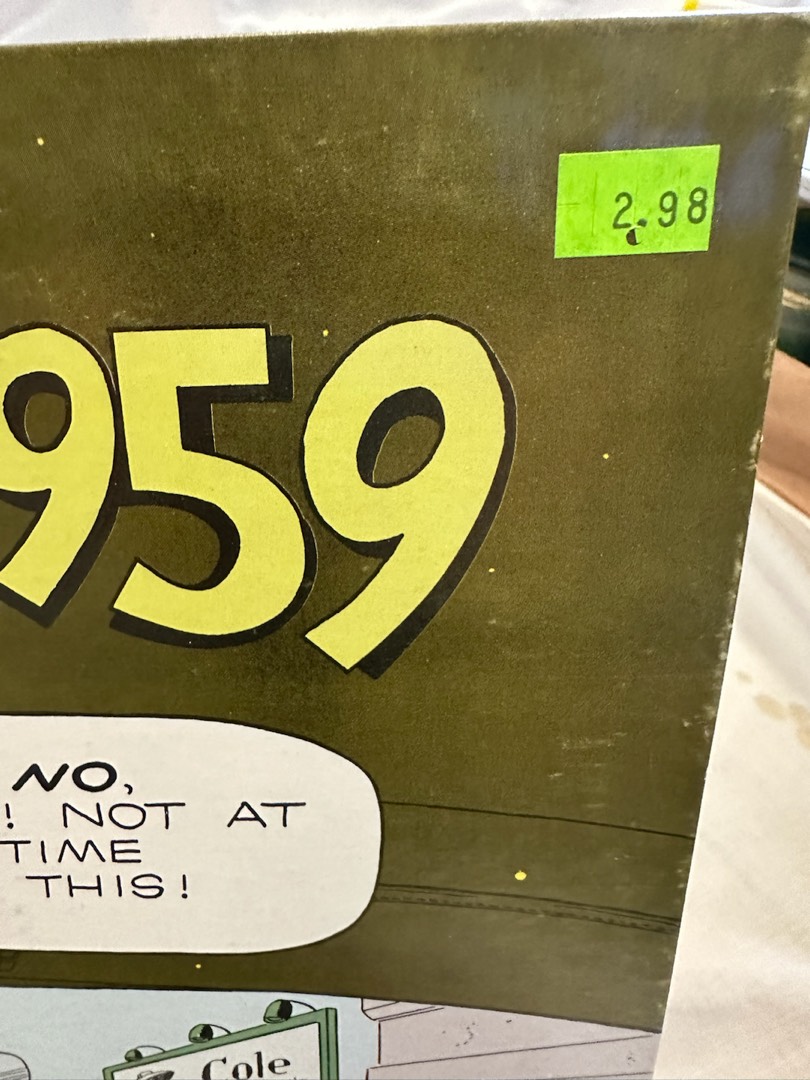 2.98
959
NO,
! NOT AT
TIME
THIS!
Cole